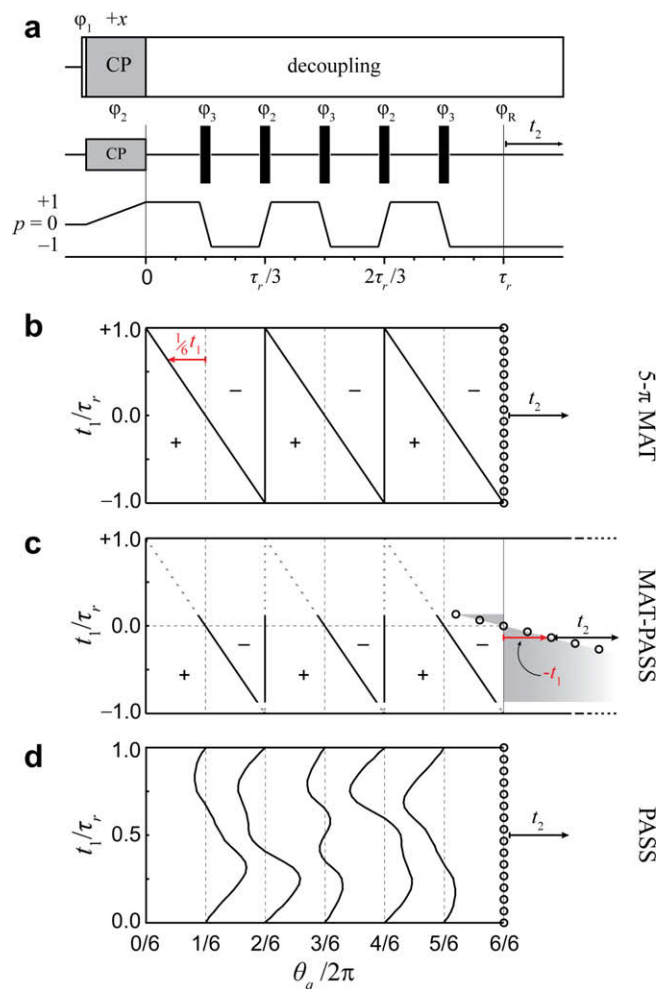 a
φ₁ +x
CP decoupling
φ₂ φ₃ φ₂ φ₃ φ₂ φ₃ φ_R
CP t₂
+1
p = 0
−1
0 τᵣ/3 2τᵣ/3 τᵣ
b
+1.0
0.0
−1.0
t₁/τᵣ
⅙ t₁
+ − + − + −
t₂
5-π MAT
c
+1.0
0.0
−1.0
t₁/τᵣ
+ − + − + −
t₂
-t₁
MAT-PASS
d
1.0
0.5
0.0
t₁/τᵣ
t₂
PASS
0/6 1/6 2/6 3/6 4/6 5/6 6/6
θ_q/2π